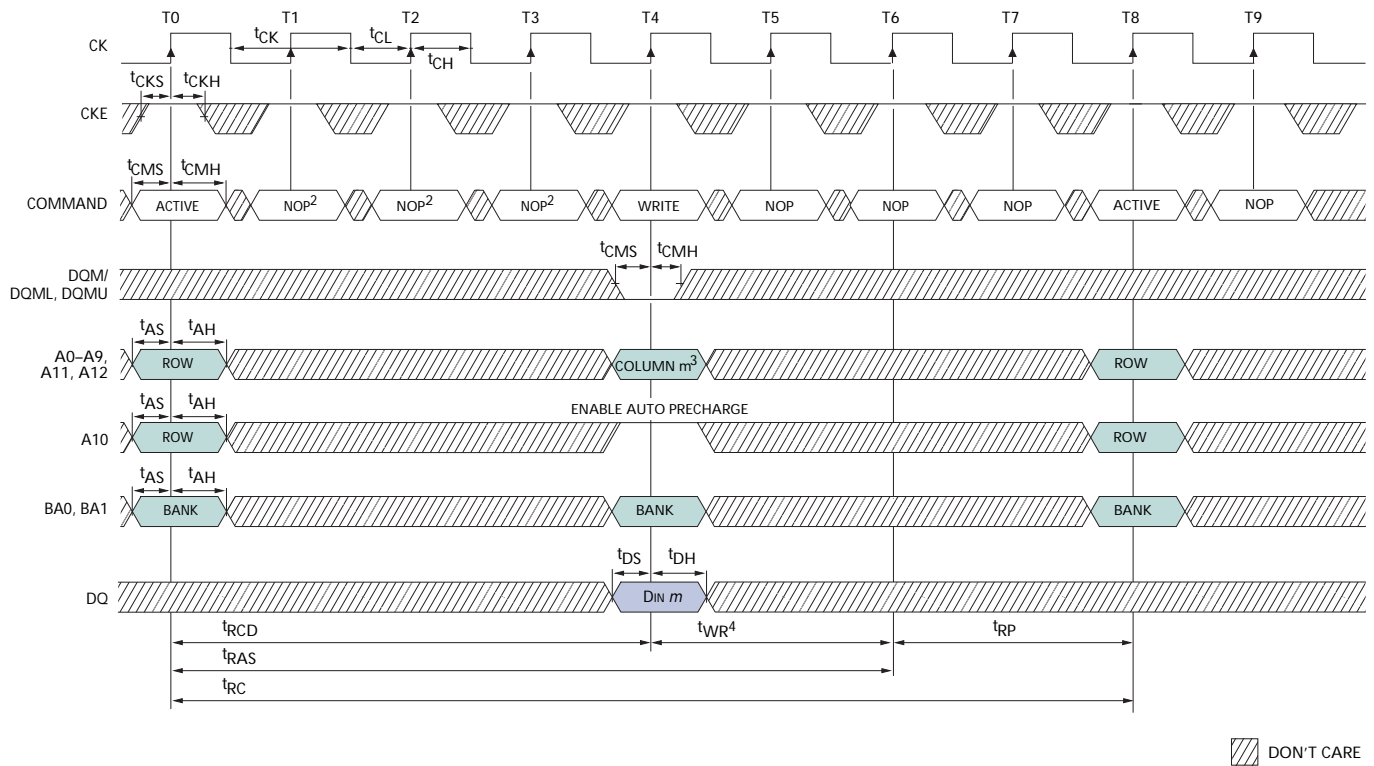 T0 T1 T2 T3 T4 T5 T6 T7 T8 T9
CK
tCK tCL
tCH
tCKS tCKH
CKE
tCMS tCMH
COMMAND ACTIVE NOP2 NOP2 NOP2 WRITE NOP NOP NOP ACTIVE NOP
tCMS tCMH
DQM/
DQML, DQMU
tAS tAH
A0–A9,
A11, A12
ROW COLUMN m3 ROW
tAS tAH
ENABLE AUTO PRECHARGE
A10 ROW ROW
tAS tAH
BA0, BA1 BANK BANK BANK
tDS tDH
DQ DIN m
tRCD tWR4 tRP
tRAS
tRC
DON'T CARE